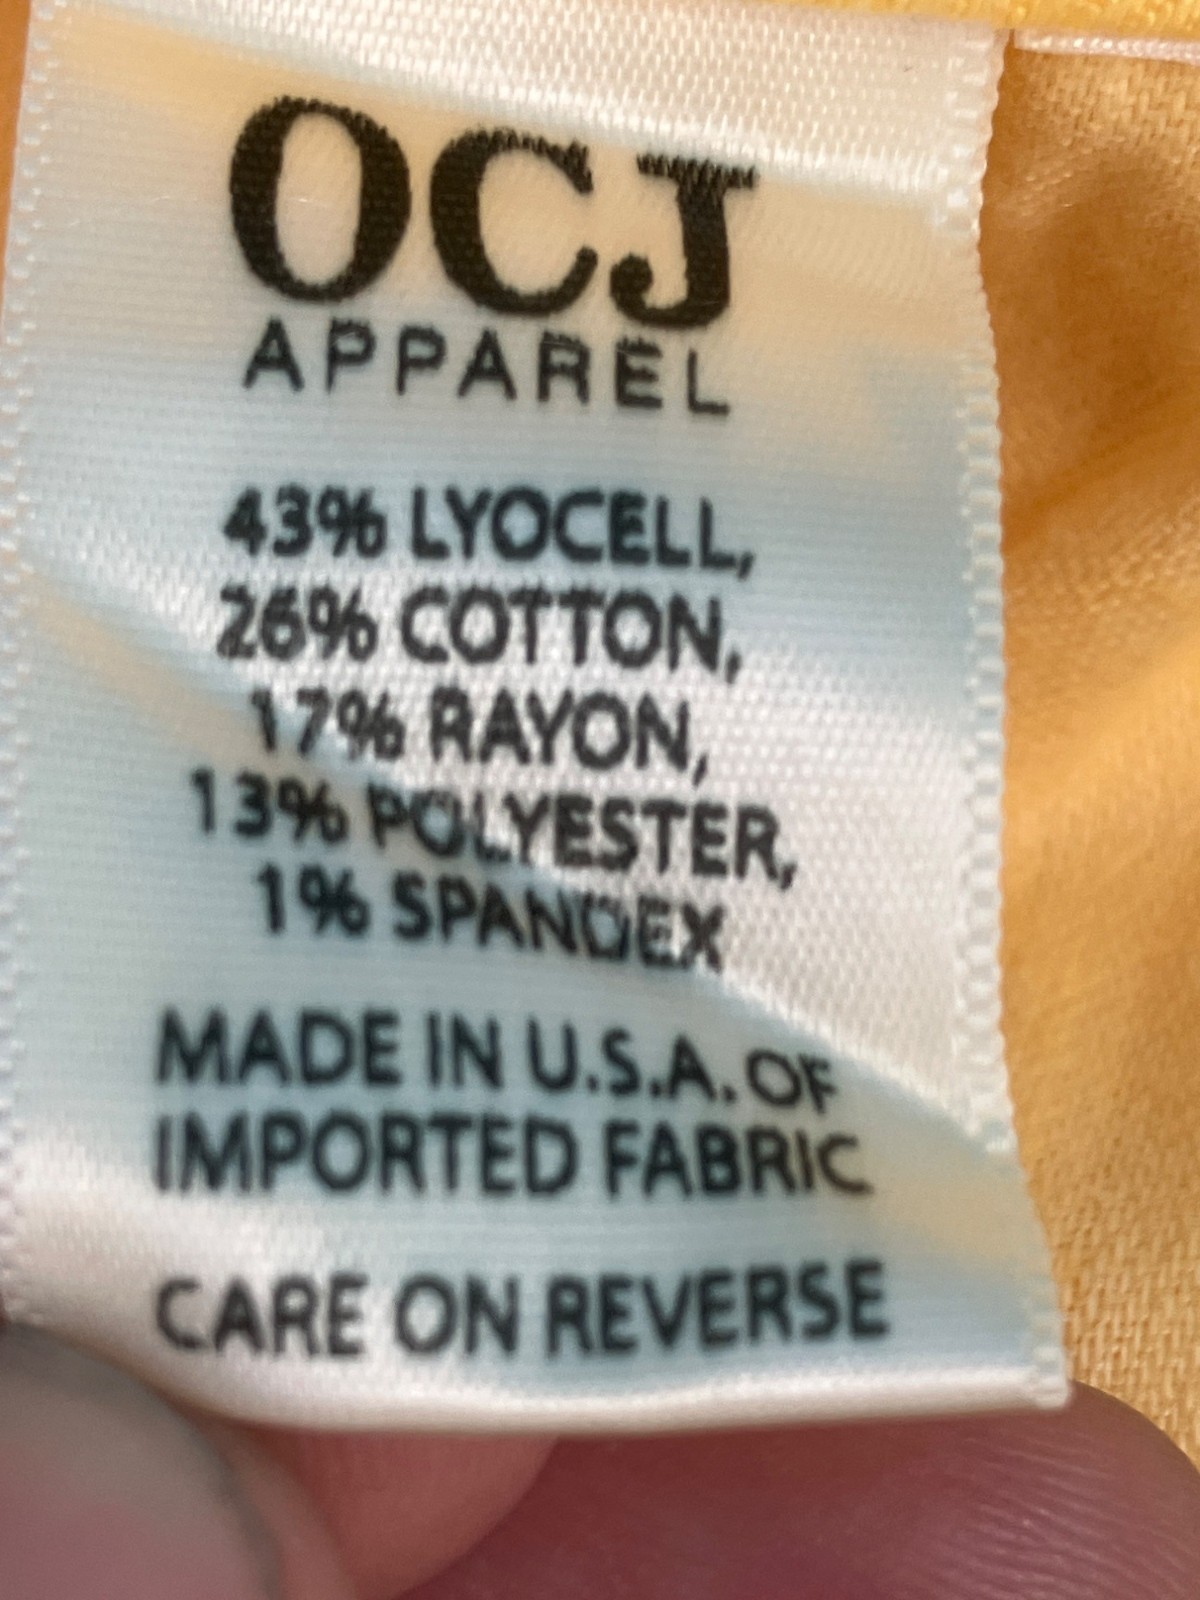 OCJ
APPAREL
43% LYOCELL,
26% COTTON,
17% RAYON,
13% POLYESTER,
1% SPANDEX
MADE IN U.S.A. OF
IMPORTED FABRIC
CARE ON REVERSE